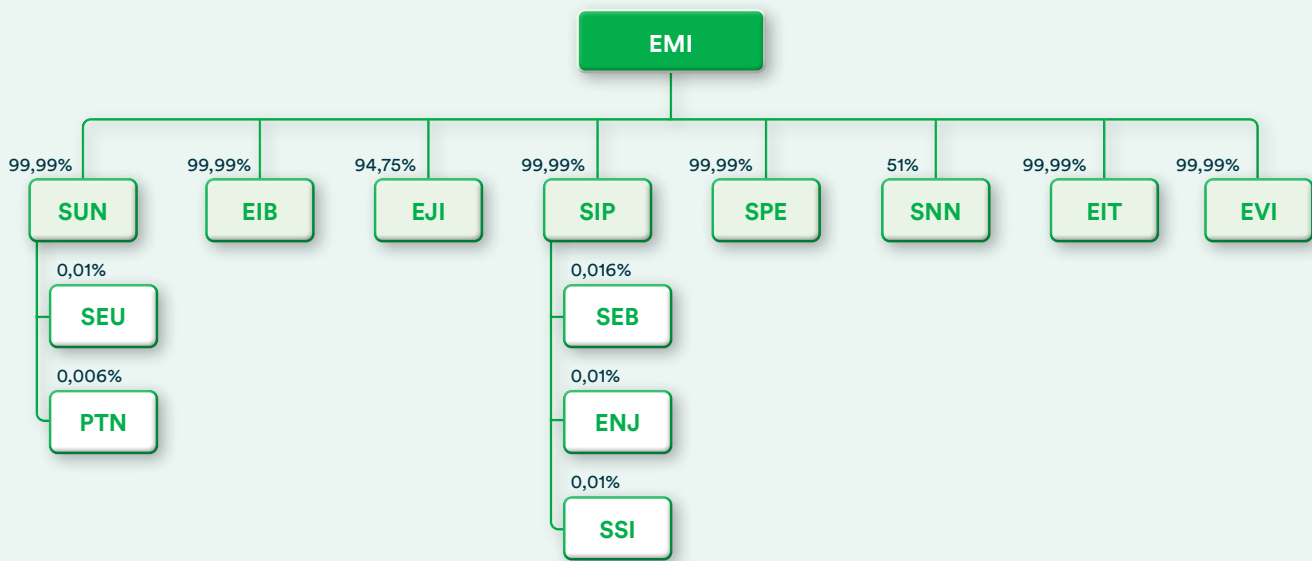 EMI
99,99%
99,99%
94,75%
99,99%
99,99%
51%
99,99%
99,99%
SUN
EIB
EJI
SIP
SPE
SNN
EIT
EVI
0,01%
SEU
0,006%
PTN
0,016%
SEB
0,01%
ENJ
0,01%
SSI